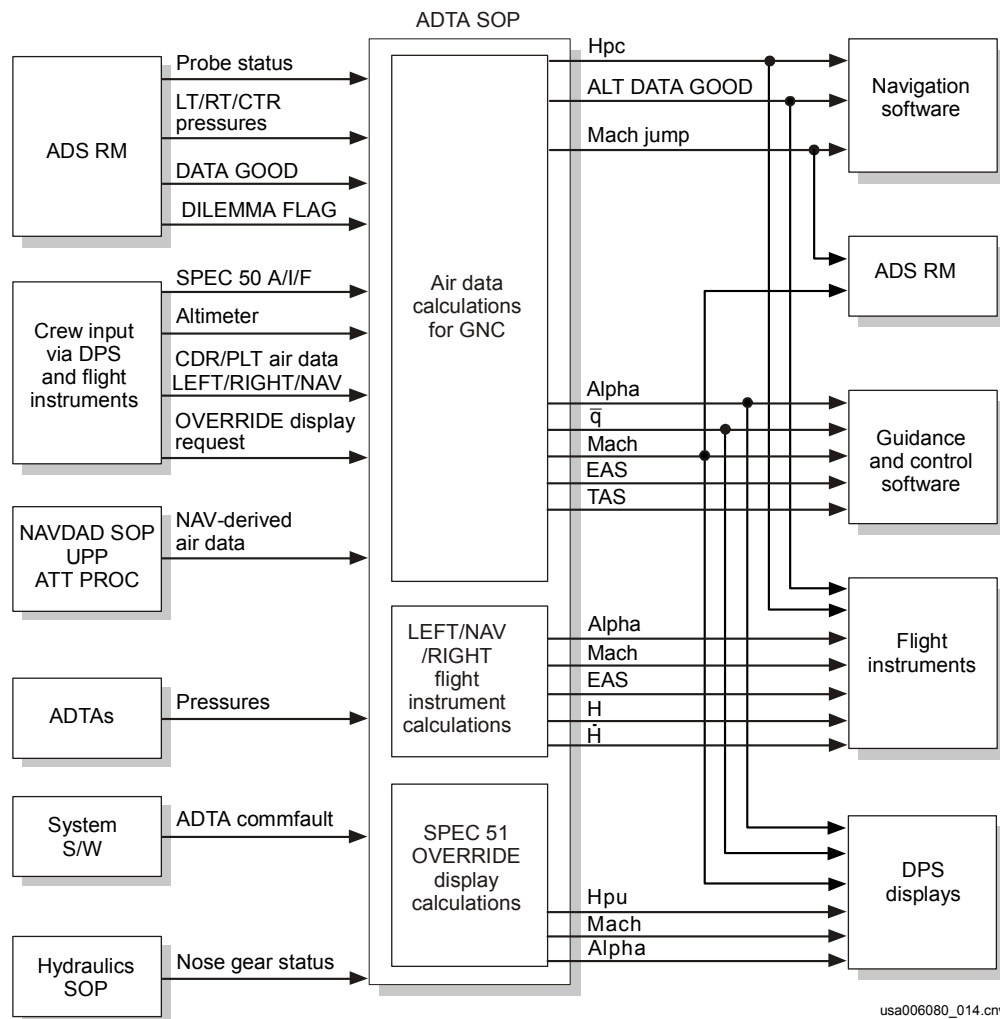 ADTA SOP
ADS RM
Probe status
LT/RT/CTR
pressures
DATA GOOD
DILEMMA FLAG
Crew input
via DPS
and flight
instruments
SPEC 50 A/I/F
Altimeter
CDR/PLT air data
LEFT/RIGHT/NAV
OVERRIDE display
request
NAVDAD SOP
UPP
ATT PROC
NAV-derived
air data
ADTAs
Pressures
System
S/W
ADTA commfault
Hydraulics
SOP
Nose gear status
Air data
calculations
for GNC
LEFT/NAV
/RIGHT
flight
instrument
calculations
SPEC 51
OVERRIDE
display
calculations
Hpc
ALT DATA GOOD
Mach jump
Alpha
q̅
Mach
EAS
TAS
Alpha
Mach
EAS
H
Ḣ
Hpu
Mach
Alpha
Navigation
software
ADS RM
Guidance
and control
software
Flight
instruments
DPS
displays
usa006080_014.cnv